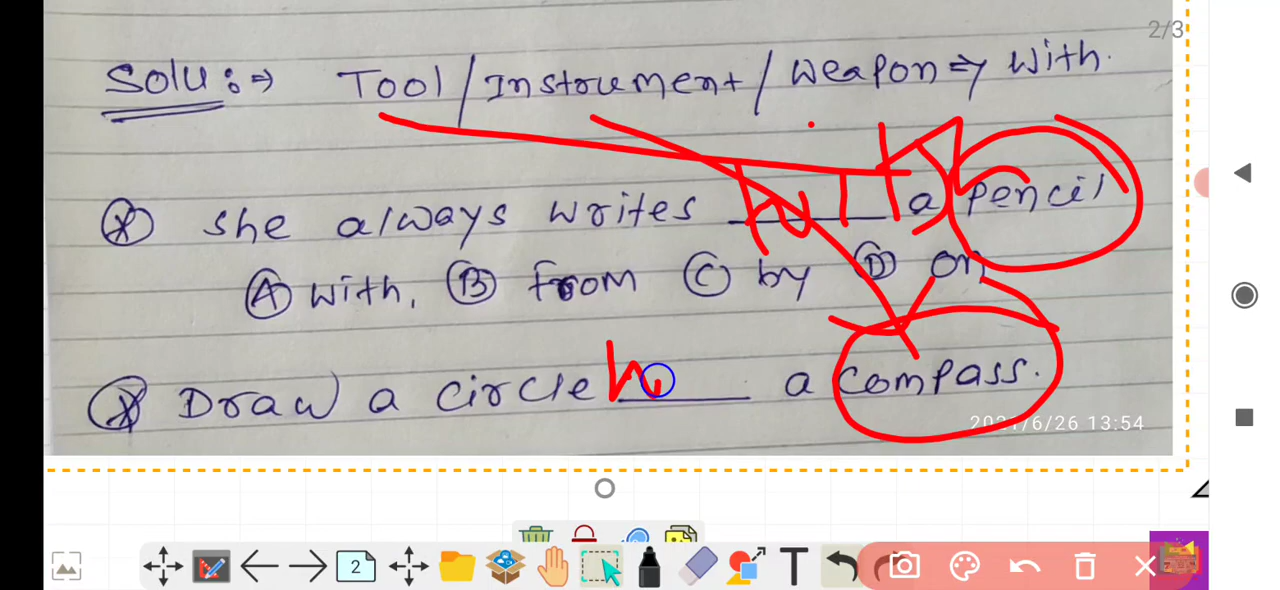 2/3
Solu:⇒ Tool/Instrument/Weapon ⇒ With.
She always writes ______ a pencil
(A) With, (B) from (C) by (D) on
Draw a circle ______ a compass.
2021/6/26 13:54
2
T